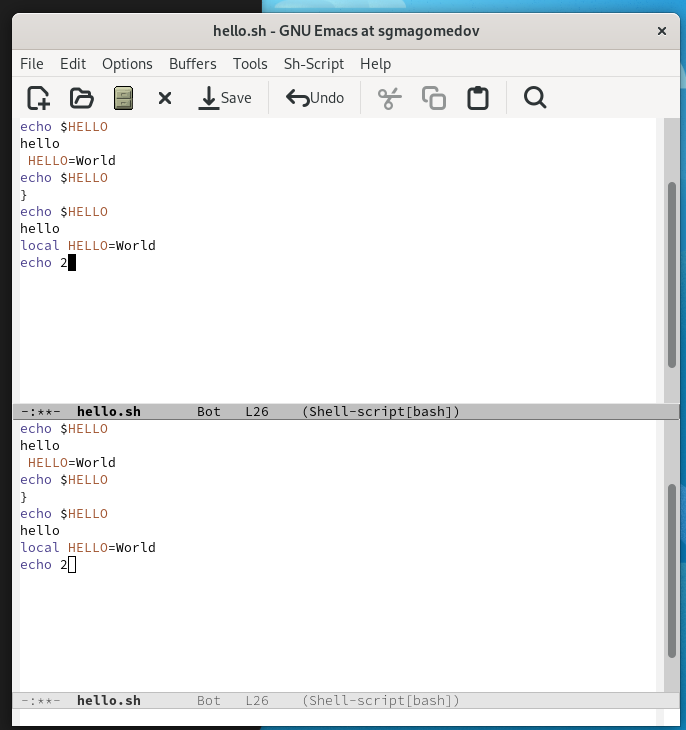 hello.sh - GNU Emacs at sgmagomedov ×
File Edit Options Buffers Tools Sh-Script Help
Save Undo
echo $HELLO
hello
 HELLO=World
echo $HELLO
}
echo $HELLO
hello
local HELLO=World
echo 2
-:**-  hello.sh       Bot   L26    (Shell-script[bash])
echo $HELLO
hello
 HELLO=World
echo $HELLO
}
echo $HELLO
hello
local HELLO=World
echo 2
-:**-  hello.sh       Bot   L26    (Shell-script[bash])